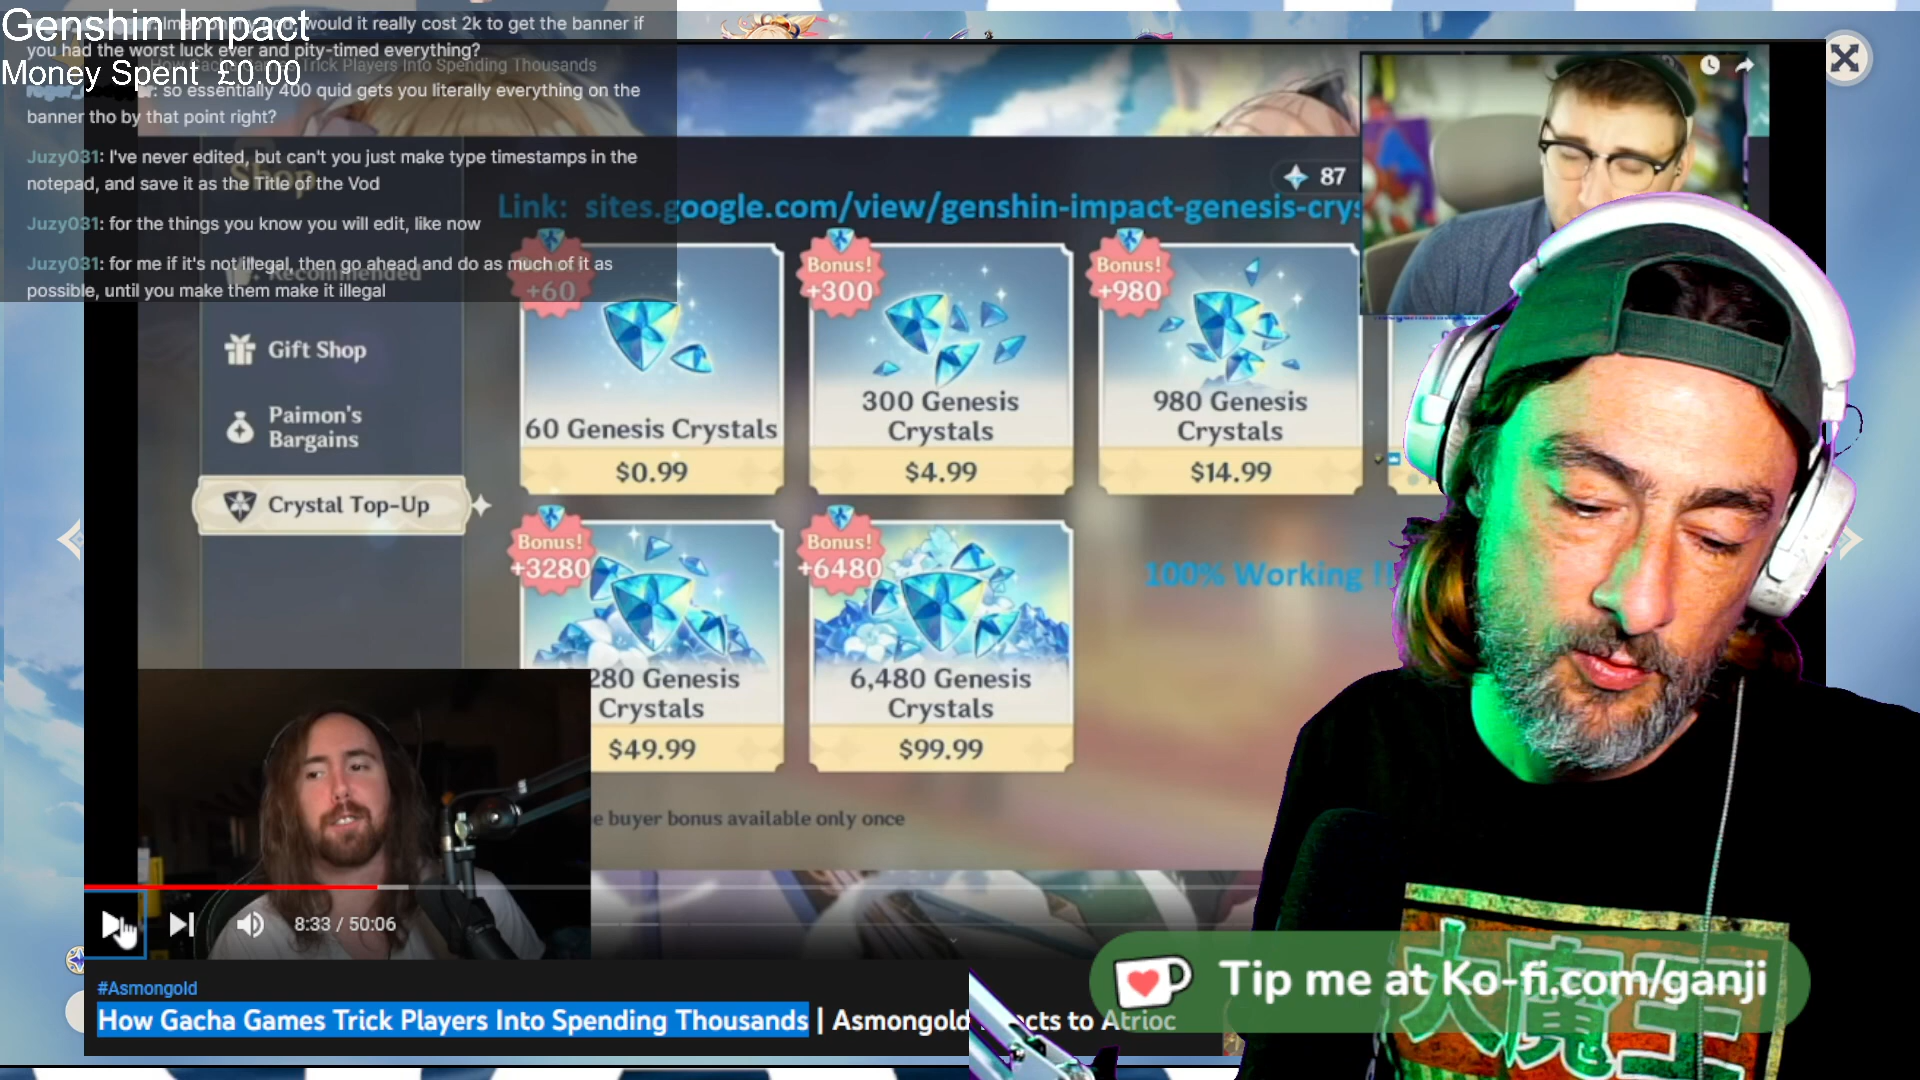 Genshin Impact
would it really cost 2k to get the banner if
you had the worst luck ever and pity-timed everything?
Money Spent £0.00
How Gacha Games Trick Players Into Spending Thousands
so essentially 400 quid gets you literally everything on the
banner tho by that point right?
Juzy031: I've never edited, but can't you just make type timestamps in the
notepad, and save it as the Title of the Vod
Juzy031: for the things you know you will edit, like now
Juzy031: for me if it's not illegal, then go ahead and do as much of it as
possible, until you make them make it illegal
Shop
Recommended
Gift Shop
Paimon's
Bargains
Crystal Top-Up
87
Link: sites.google.com/view/genshin-impact-genesis-crys
+60
60 Genesis Crystals
$0.99
Bonus!
+300
300 Genesis
Crystals
$4.99
Bonus!
+980
980 Genesis
Crystals
$14.99
Bonus!
+3280
280 Genesis
Crystals
$49.99
Bonus!
+6480
6,480 Genesis
Crystals
$99.99
100% Working !!
e buyer bonus available only once
8:33 / 50:06
#Asmongold
How Gacha Games Trick Players Into Spending Thousands | Asmongold cts to Atrioc
Tip me at Ko-fi.com/ganji
大魔王